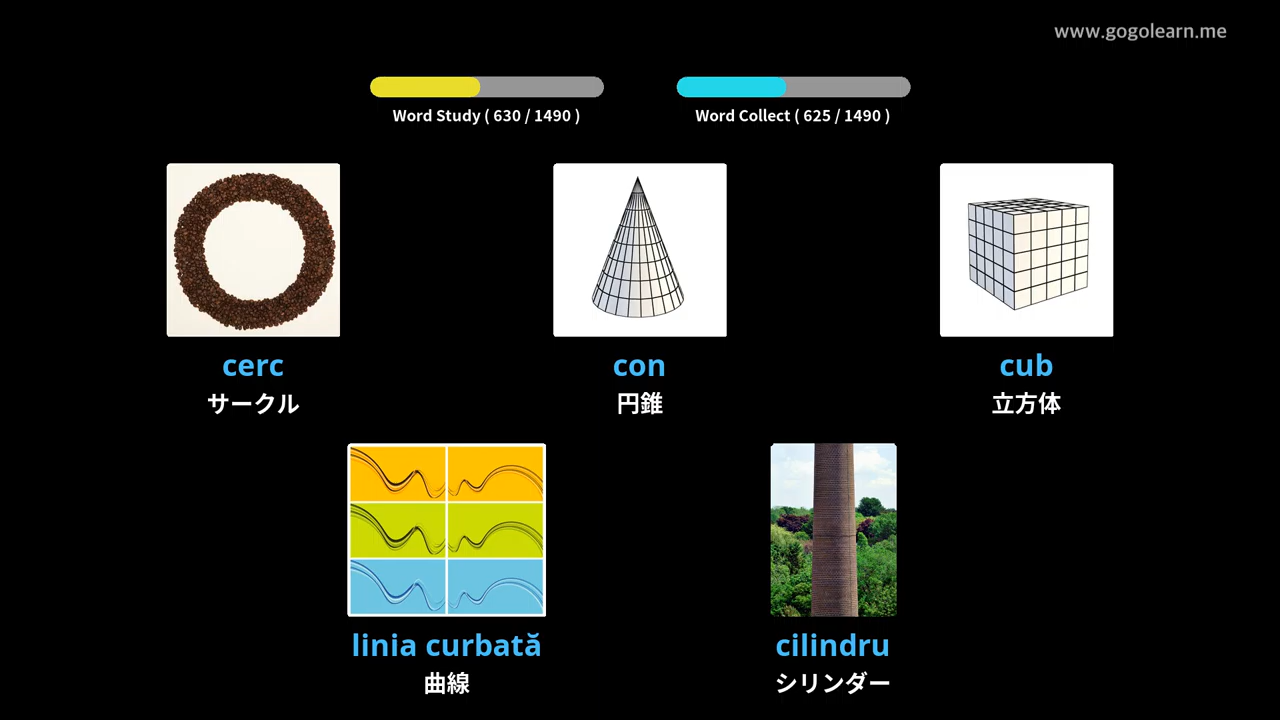 www.gogolearn.me
Word Study ( 630 / 1490 )
Word Collect ( 625 / 1490 )
cerc
サークル
con
円錐
cub
立方体
linia curbată
曲線
cilindru
シリンダー